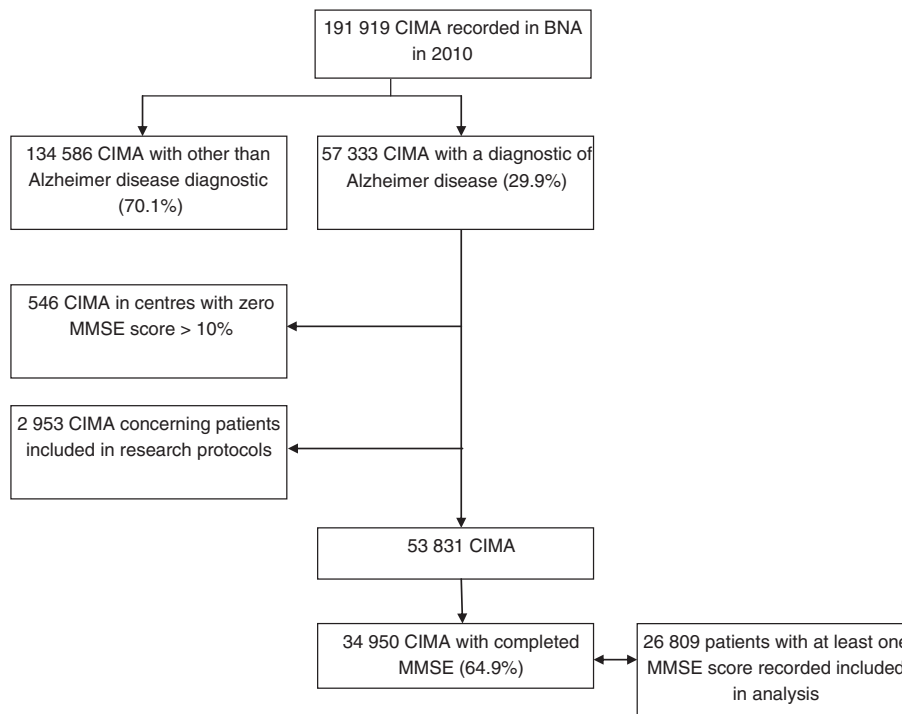 191 919 CIMA recorded in BNA
in 2010
134 586 CIMA with other than
Alzheimer disease diagnostic
(70.1%)
57 333 CIMA with a diagnostic of
Alzheimer disease (29.9%)
546 CIMA in centres with zero
MMSE score > 10%
2 953 CIMA concerning patients
included in research protocols
53 831 CIMA
34 950 CIMA with completed
MMSE (64.9%)
26 809 patients with at least one
MMSE score recorded included
in analysis